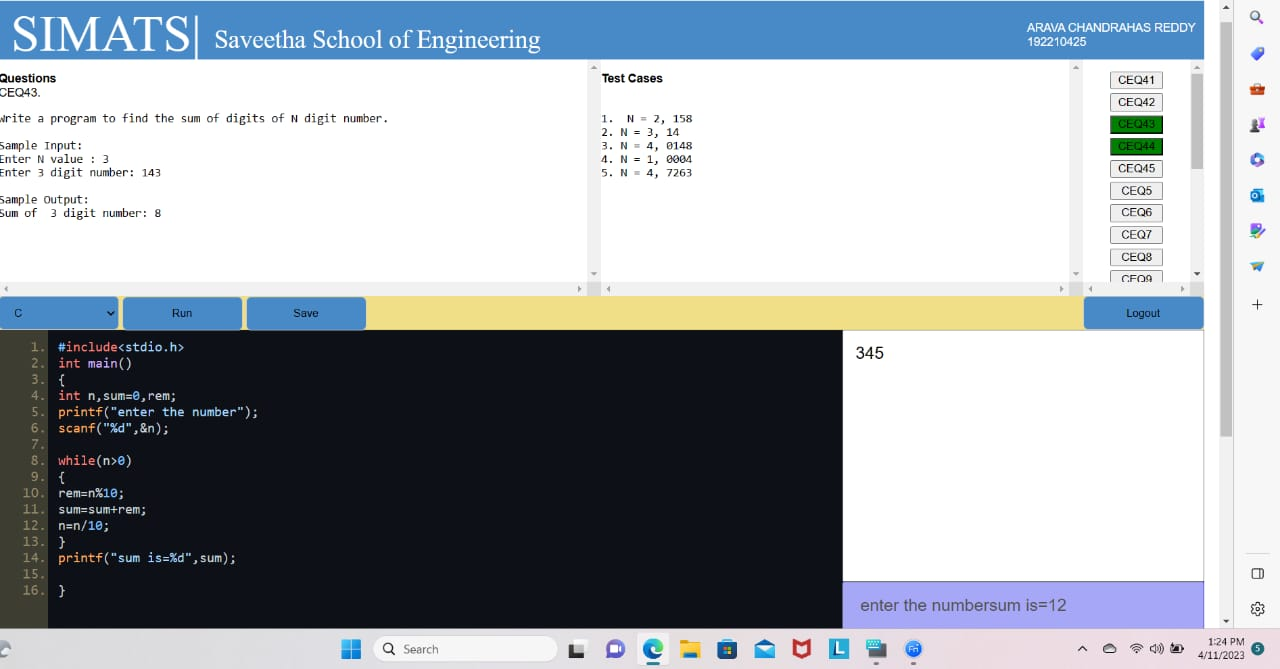 SIMATS| Saveetha School of Engineering
ARAVA CHANDRAHAS REDDY
192210425
Questions
CEQ43.
Write a program to find the sum of digits of N digit number.
Sample Input:
Enter N value : 3
Enter 3 digit number: 143
Sample Output:
Sum of  3 digit number: 8
Test Cases
1.  N = 2, 158
2. N = 3, 14
3. N = 4, 0148
4. N = 1, 0004
5. N = 4, 7263
CEQ41
CEQ42
CEQ43
CEQ44
CEQ45
CEQ5
CEQ6
CEQ7
CEQ8
CEQ9
C
Run
Save
Logout
1. #include<stdio.h>
2. int main()
3. {
4. int n,sum=0,rem;
5. printf("enter the number");
6. scanf("%d",&n);
7.
8. while(n>0)
9. {
10. rem=n%10;
11. sum=sum+rem;
12. n=n/10;
13. }
14. printf("sum is=%d",sum);
15.
16. }
345
enter the numbersum is=12
Search
1:24 PM
4/11/2023
5